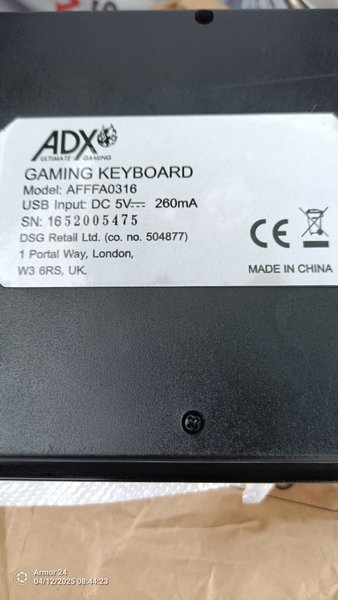 ADX
ULTIMATE GAMING
GAMING KEYBOARD
Model: AFFFA0316
USB Input: DC 5V⎓ 260mA
SN: 1652005475
DSG Retail Ltd. (co. no. 504877)
1 Portal Way, London,
W3 6RS, UK.
CE
MADE IN CHINA
Armor 24
04/12/2025 08:44:23